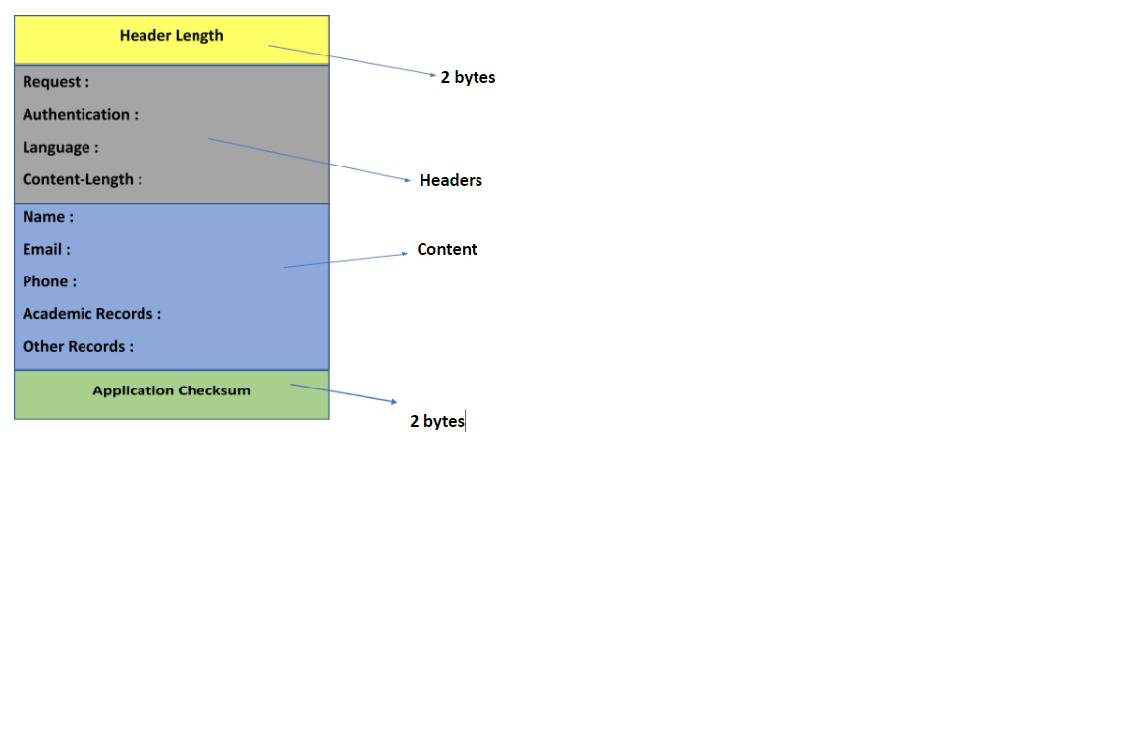 Header Length
2 bytes
Request :
Authentication :
Language :
Content-Length :
Headers
Name :
Email :
Phone :
Academic Records :
Other Records :
Content
Application Checksum
2 bytes